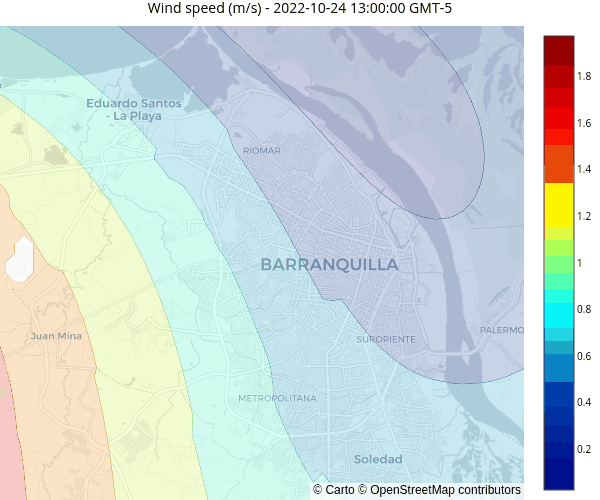 Wind speed (m/s) - 2022-10-24 13:00:00 GMT-5
Eduardo Santos
- La Playa
RIOMAR
BARRANQUILLA
Juan Mina
SURORIENTE
PALERMO
METROPOLITANA
Soledad
© Carto © OpenStreetMap contributors
1.8
1.6
1.4
1.2
1
0.8
0.6
0.4
0.2